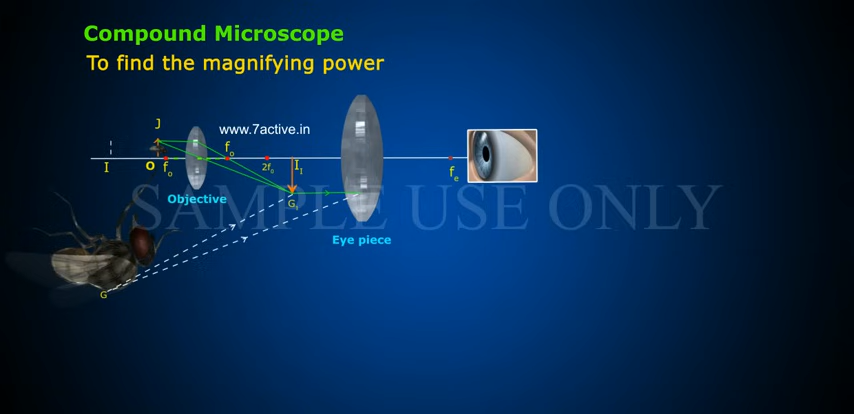 Compound Microscope
To find the magnifying power
www.7active.in
J
I
O
fo
fo
2fo
I1
fe
Objective
G1
SAMPLE USE ONLY
Eye piece
G